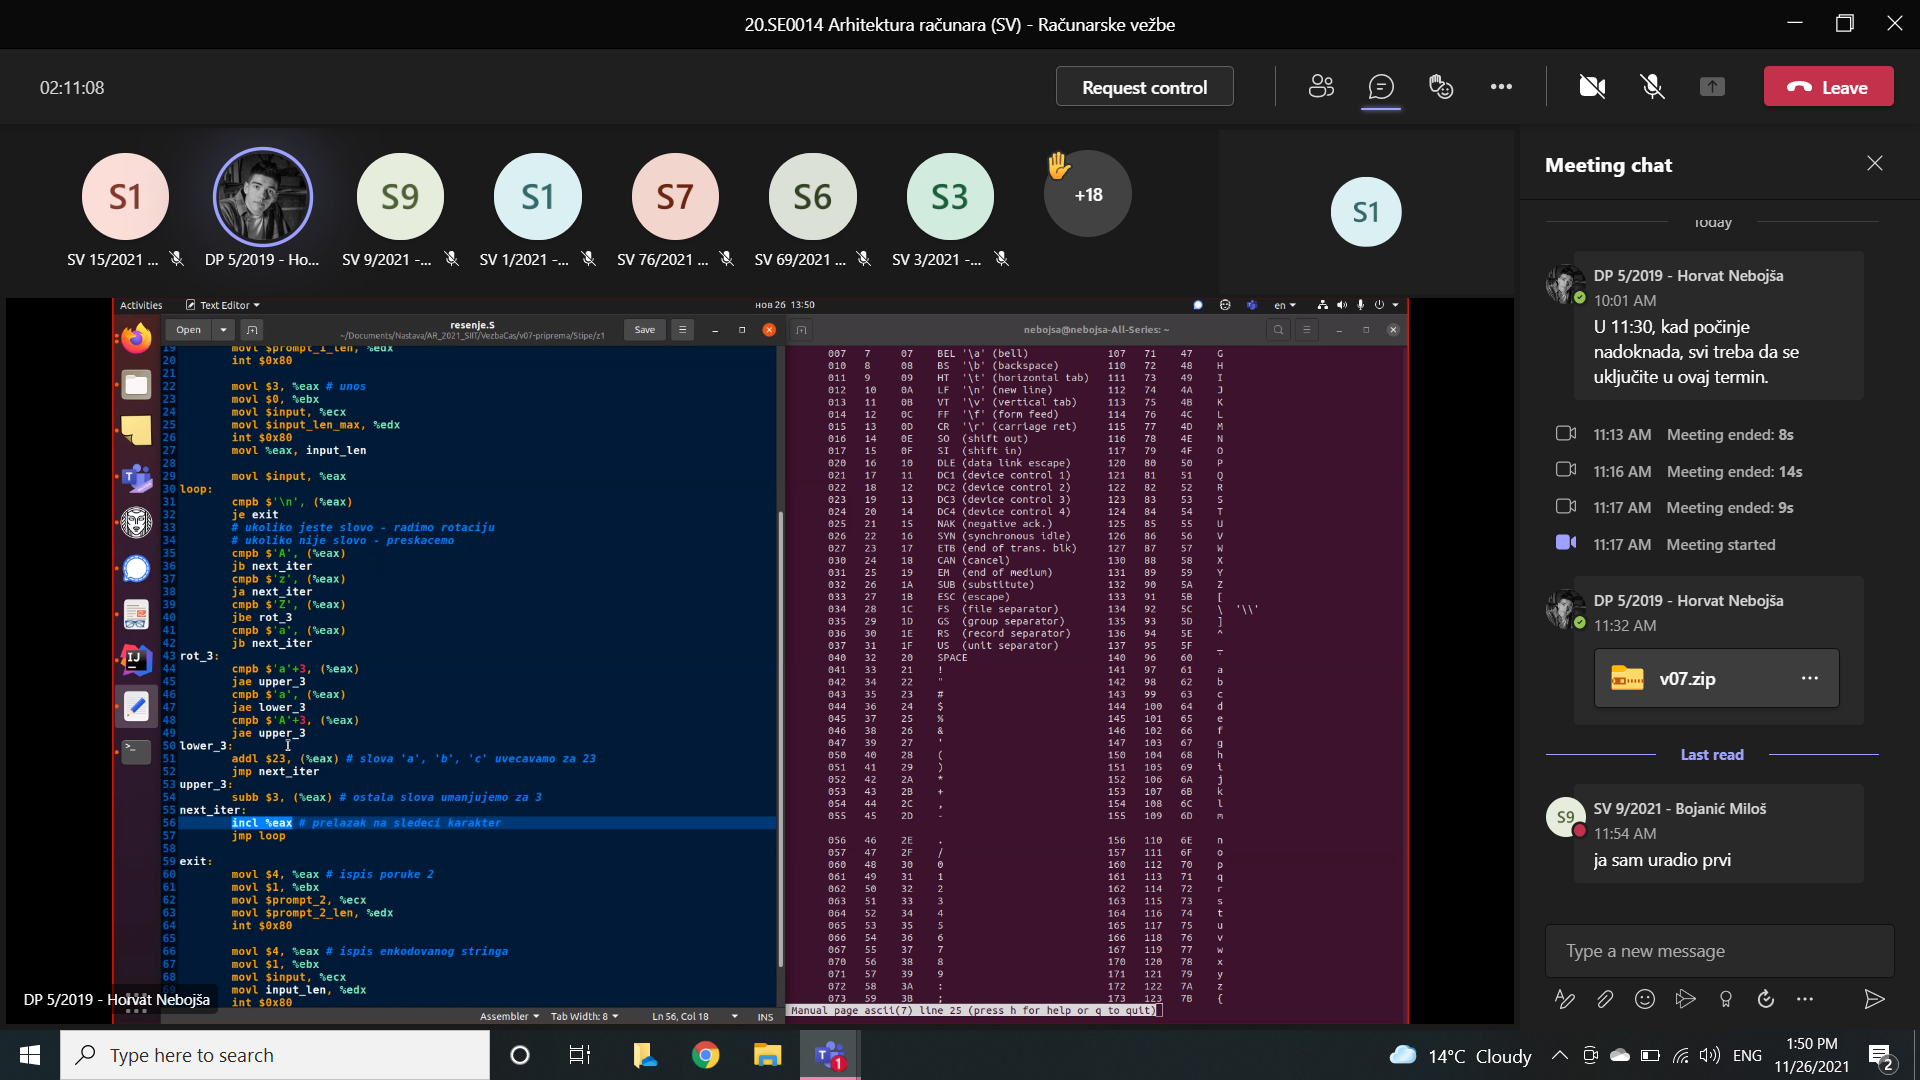 20.SE0014 Arhitektura računara (SV) - Računarske vežbe
02:11:08
Request control
Leave
S1
S9
S1
S7
S6
S3
+18
S1
SV 15/2021 ...
DP 5/2019 - Ho...
SV 9/2021 -...
SV 1/2021 -...
SV 76/2021 ...
SV 69/2021 ...
SV 3/2021 -...
Activities
Text Editor
нов 26 13:50
en
Open
resenje.S
~/Documents/Nastava/AR_2021_SIIT/VezbaCas/v07-priprema/Stipe/z1
Save
19 movl $prompt_1_len, %edx
20 int $0x80
21
22 movl $3, %eax # unos
23 movl $0, %ebx
24 movl $input, %ecx
25 movl $input_len_max, %edx
26 int $0x80
27 movl %eax, input_len
28
29 movl $input, %eax
30 loop:
31 cmpb $'\n', (%eax)
32 je exit
33 # ukoliko jeste slovo - radimo rotaciju
34 # ukoliko nije slovo - preskacemo
35 cmpb $'A', (%eax)
36 jb next_iter
37 cmpb $'z', (%eax)
38 ja next_iter
39 cmpb $'Z', (%eax)
40 jbe rot_3
41 cmpb $'a', (%eax)
42 jb next_iter
43 rot_3:
44 cmpb $'a'+3, (%eax)
45 jae upper_3
46 cmpb $'a', (%eax)
47 jae lower_3
48 cmpb $'A'+3, (%eax)
49 jae upper_3
50 lower_3:
51 addl $23, (%eax) # slova 'a', 'b', 'c' uvecavamo za 23
52 jmp next_iter
53 upper_3:
54 subb $3, (%eax) # ostala slova umanjujemo za 3
55 next_iter:
56 incl %eax # prelazak na sledeci karakter
57 jmp loop
58
59 exit:
60 movl $4, %eax # ispis poruke 2
61 movl $1, %ebx
62 movl $prompt_2, %ecx
63 movl $prompt_2_len, %edx
64 int $0x80
65
66 movl $4, %eax # ispis enkodovanog stringa
67 movl $1, %ebx
68 movl $input, %ecx
69 movl input_len, %edx
int $0x80
Assembler
Tab Width: 8
Ln 56, Col 18
INS
DP 5/2019 - Horvat Nebojša
nebojsa@nebojsa-All-Series: ~
007 7 07 BEL '\a' (bell) 107 71 47 G
010 8 08 BS '\b' (backspace) 110 72 48 H
011 9 09 HT '\t' (horizontal tab) 111 73 49 I
012 10 0A LF '\n' (new line) 112 74 4A J
013 11 0B VT '\v' (vertical tab) 113 75 4B K
014 12 0C FF '\f' (form feed) 114 76 4C L
015 13 0D CR '\r' (carriage ret) 115 77 4D M
016 14 0E SO (shift out) 116 78 4E N
017 15 0F SI (shift in) 117 79 4F O
020 16 10 DLE (data link escape) 120 80 50 P
021 17 11 DC1 (device control 1) 121 81 51 Q
022 18 12 DC2 (device control 2) 122 82 52 R
023 19 13 DC3 (device control 3) 123 83 53 S
024 20 14 DC4 (device control 4) 124 84 54 T
025 21 15 NAK (negative ack.) 125 85 55 U
026 22 16 SYN (synchronous idle) 126 86 56 V
027 23 17 ETB (end of trans. blk) 127 87 57 W
030 24 18 CAN (cancel) 130 88 58 X
031 25 19 EM (end of medium) 131 89 59 Y
032 26 1A SUB (substitute) 132 90 5A Z
033 27 1B ESC (escape) 133 91 5B [
034 28 1C FS (file separator) 134 92 5C \ '\\'
035 29 1D GS (group separator) 135 93 5D ]
036 30 1E RS (record separator) 136 94 5E ^
037 31 1F US (unit separator) 137 95 5F _
040 32 20 SPACE 140 96 60 `
041 33 21 ! 141 97 61 a
042 34 22 " 142 98 62 b
043 35 23 # 143 99 63 c
044 36 24 $ 144 100 64 d
045 37 25 % 145 101 65 e
046 38 26 & 146 102 66 f
047 39 27 ' 147 103 67 g
050 40 28 ( 150 104 68 h
051 41 29 ) 151 105 69 i
052 42 2A * 152 106 6A j
053 43 2B + 153 107 6B k
054 44 2C , 154 108 6C l
055 45 2D - 155 109 6D m
056 46 2E . 156 110 6E n
057 47 2F / 157 111 6F o
060 48 30 0 160 112 70 p
061 49 31 1 161 113 71 q
062 50 32 2 162 114 72 r
063 51 33 3 163 115 73 s
064 52 34 4 164 116 74 t
065 53 35 5 165 117 75 u
066 54 36 6 166 118 76 v
067 55 37 7 167 119 77 w
070 56 38 8 170 120 78 x
071 57 39 9 171 121 79 y
072 58 3A : 172 122 7A z
073 59 3B ; 173 123 7B {
Manual page ascii(7) line 25 (press h for help or q to quit)
Meeting chat
Today
DP 5/2019 - Horvat Nebojša
10:01 AM
U 11:30, kad počinje
nadoknada, svi treba da se
uključite u ovaj termin.
11:13 AM Meeting ended: 8s
11:16 AM Meeting ended: 14s
11:17 AM Meeting ended: 9s
11:17 AM Meeting started
DP 5/2019 - Horvat Nebojša
11:32 AM
v07.zip
Last read
S9
SV 9/2021 - Bojanić Miloš
11:54 AM
ja sam uradio prvi
Type a new message
Type here to search
1
14°C Cloudy
ENG
1:50 PM
11/26/2021
2